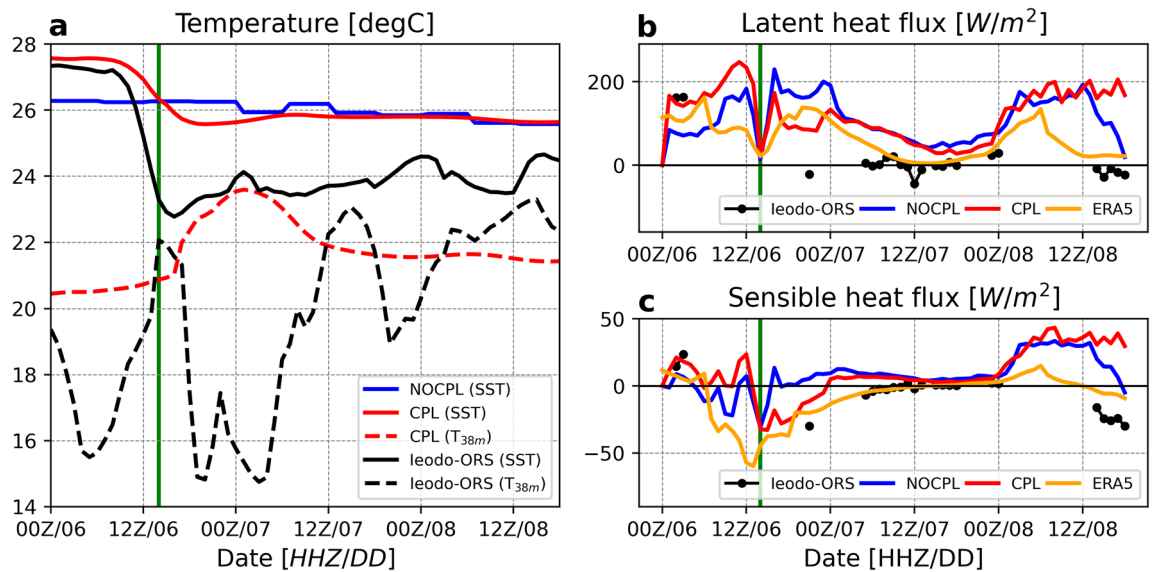 a
Temperature [degC]
28
26
24
22
20
18
16
14
NOCPL (SST)
CPL (SST)
CPL (T38m)
Ieodo-ORS (SST)
Ieodo-ORS (T38m)
00Z/06 12Z/06 00Z/07 12Z/07 00Z/08 12Z/08
Date [HHZ/DD]
b
Latent heat flux [W/m²]
200
100
0
Ieodo-ORS NOCPL CPL ERA5
00Z/06 12Z/06 00Z/07 12Z/07 00Z/08 12Z/08
c
Sensible heat flux [W/m²]
50
0
−50
Ieodo-ORS NOCPL CPL ERA5
00Z/06 12Z/06 00Z/07 12Z/07 00Z/08 12Z/08
Date [HHZ/DD]